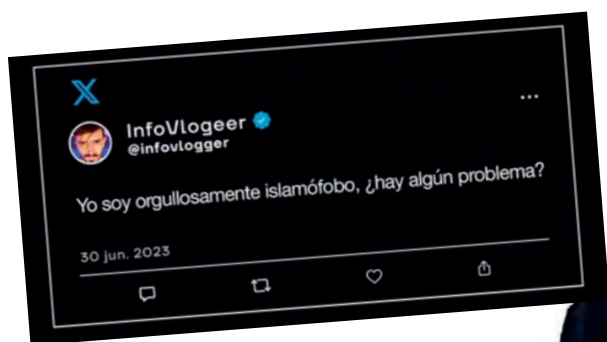 InfoVlogeer
@infovlogger
Yo soy orgullosamente islamófobo, ¿hay algún problema?
30 jun. 2023